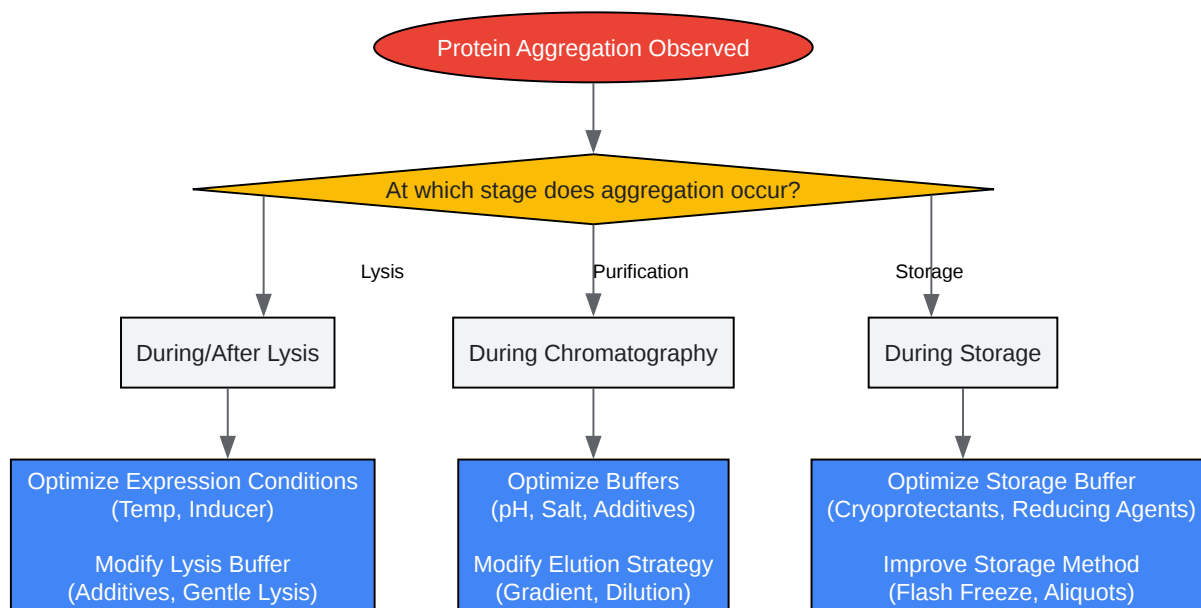 Protein Aggregation Observed
At which stage does aggregation occur?
Lysis
Purification
Storage
During/After Lysis
During Chromatography
During Storage
Optimize Expression Conditions
(Temp, Inducer)
Modify Lysis Buffer
(Additives, Gentle Lysis)
Optimize Buffers
(pH, Salt, Additives)
Modify Elution Strategy
(Gradient, Dilution)
Optimize Storage Buffer
(Cryoprotectants, Reducing Agents)
Improve Storage Method
(Flash Freeze, Aliquots)